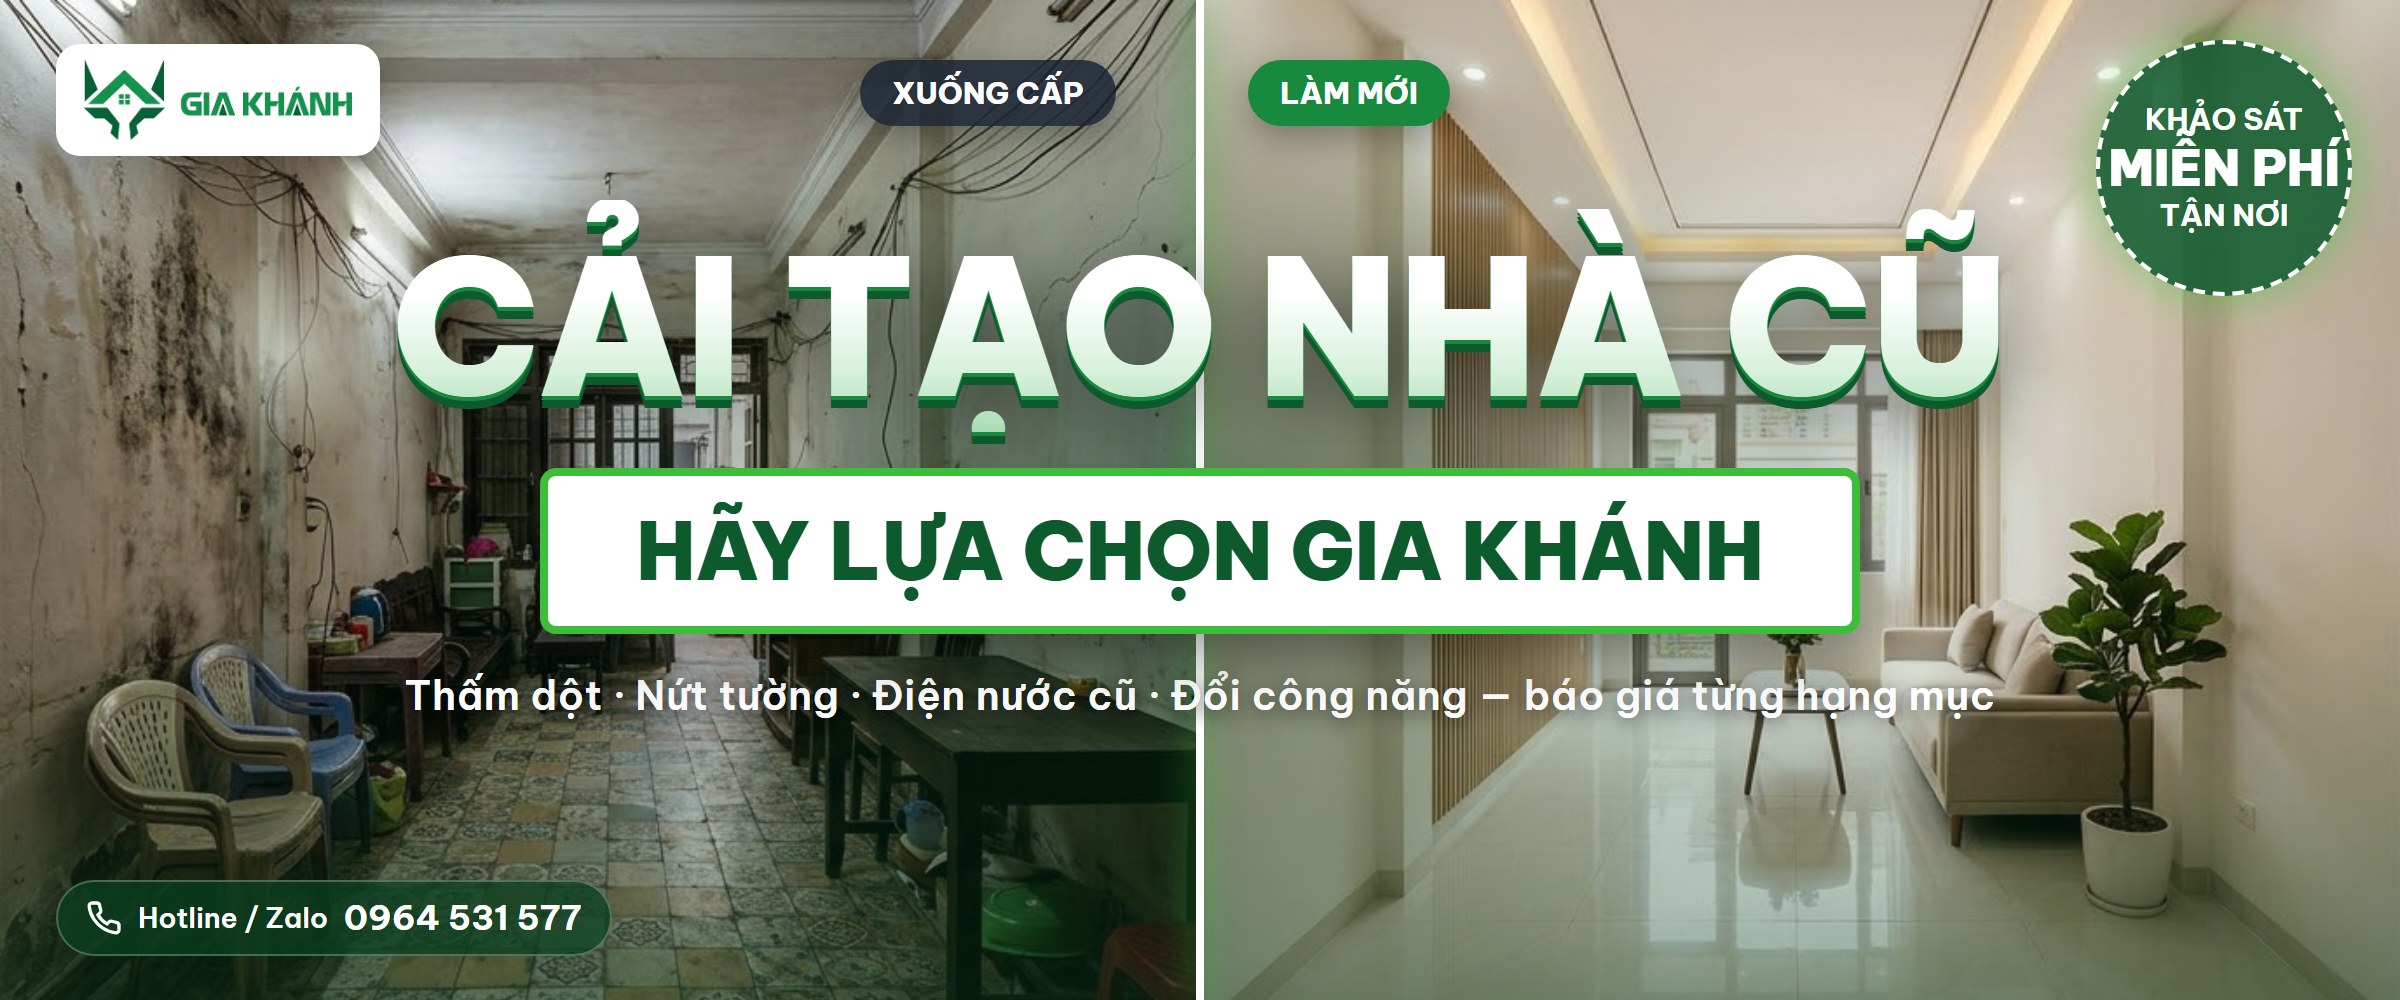 GIA KHÁNH
XUỐNG CẤP
LÀM MỚI
KHẢO SÁT
MIỄN PHÍ
TẬN NƠI
CẢI TẠO NHÀ CŨ
HÃY LỰA CHỌN GIA KHÁNH
Thấm dột · Nứt tường · Điện nước cũ · Đổi công năng — báo giá từng hạng mục
Hotline / Zalo 0964 531 577